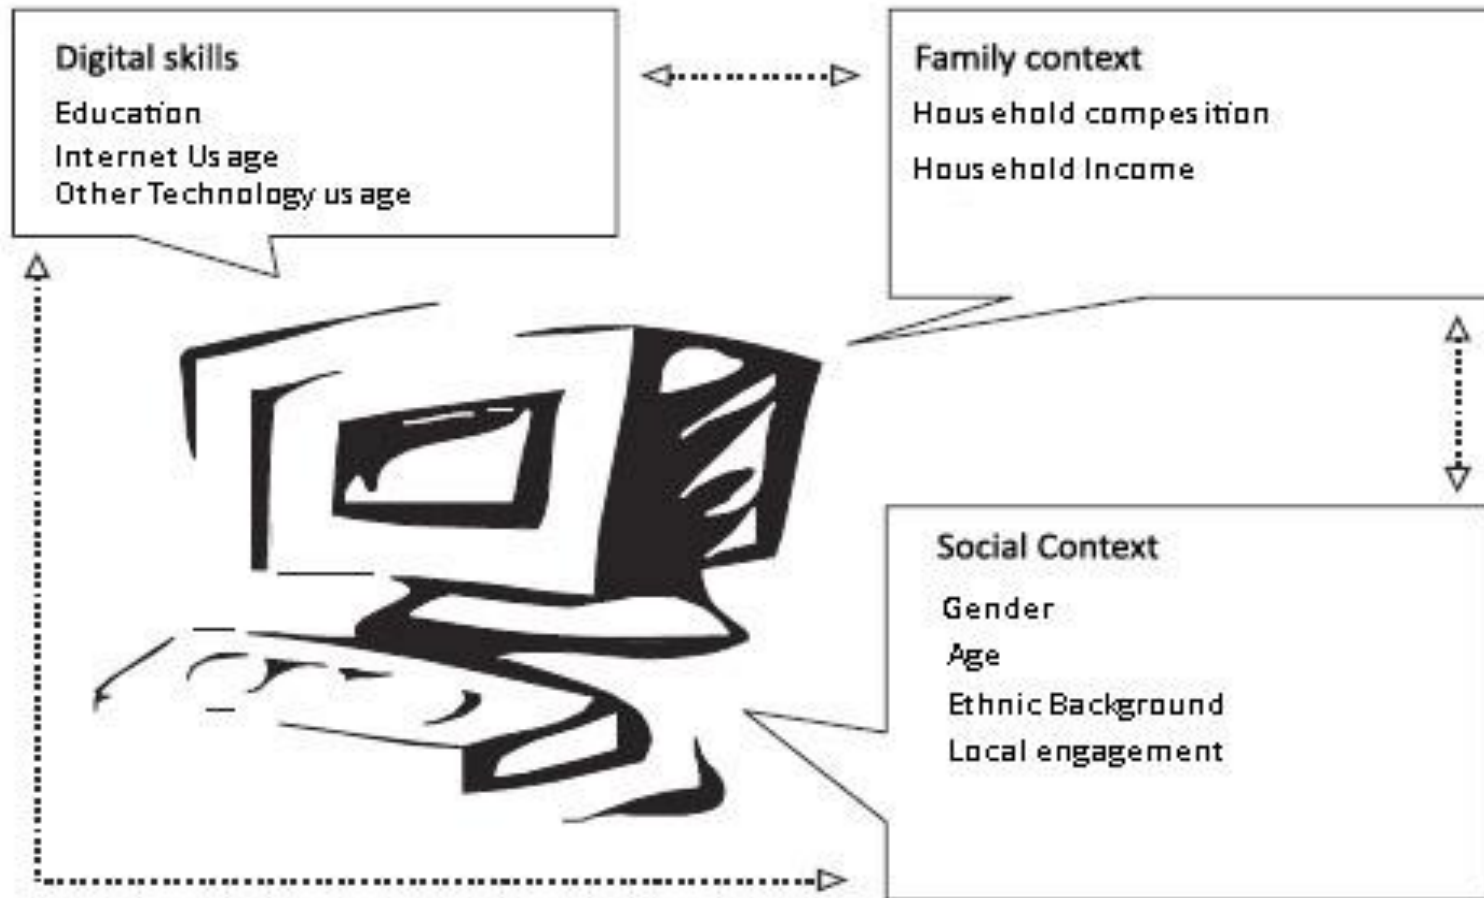 Digital skills
Education
Internet Usage
Other Technology usage
Family context
Household compesition
Household Income
Social Context
Gender
Age
Ethnic Background
Local engagement